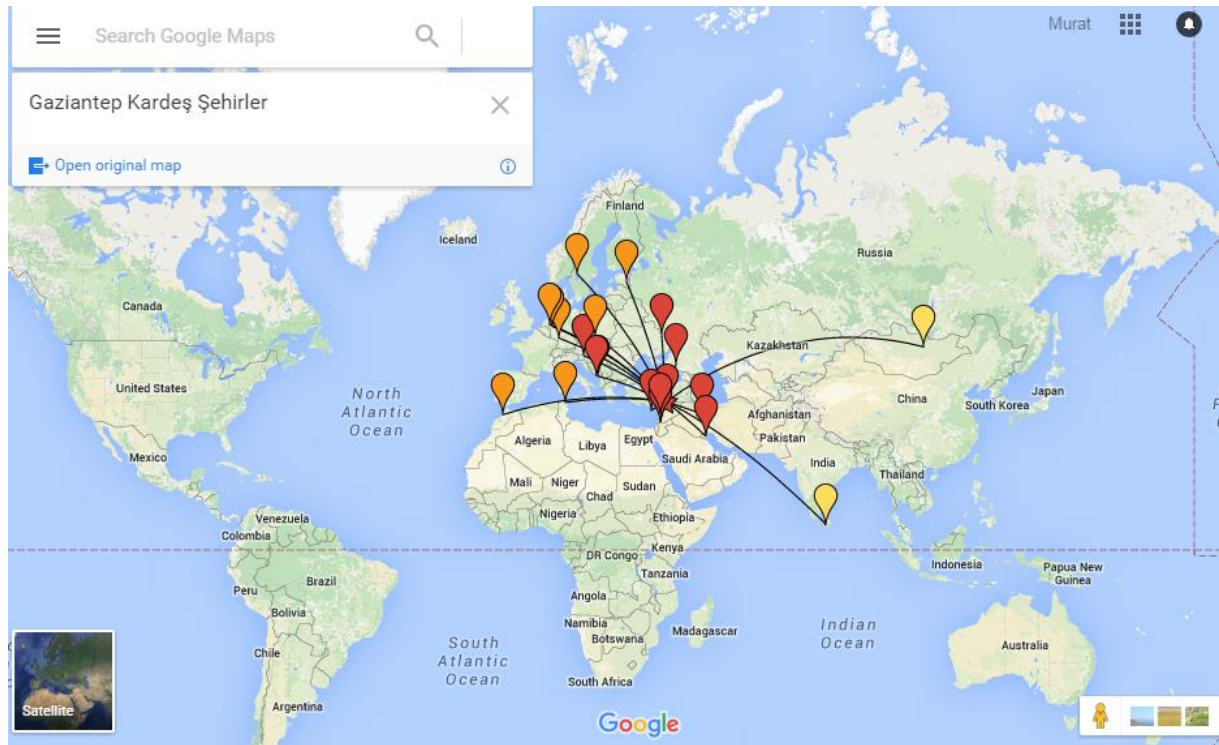 Search Google Maps
Murat
Gaziantep Kardeş Şehirler
Open original map
Finland
Iceland
Russia
Canada
Kazakhstan
United States
North
Atlantic
Ocean
China
Japan
South Korea
Afghanistan
Pakistan
Algeria
Libya
Egypt
Saudi Arabia
India
Thailand
Mexico
Mali
Niger
Chad
Sudan
Nigeria
Ethiopia
Venezuela
Colombia
DR Congo
Kenya
Tanzania
Indonesia
Papua New
Guinea
Peru
Brazil
Angola
Bolivia
Namibia
Botswana
Madagascar
Indian
Ocean
Australia
Chile
South
Atlantic
Ocean
South Africa
Argentina
Satellite
Google